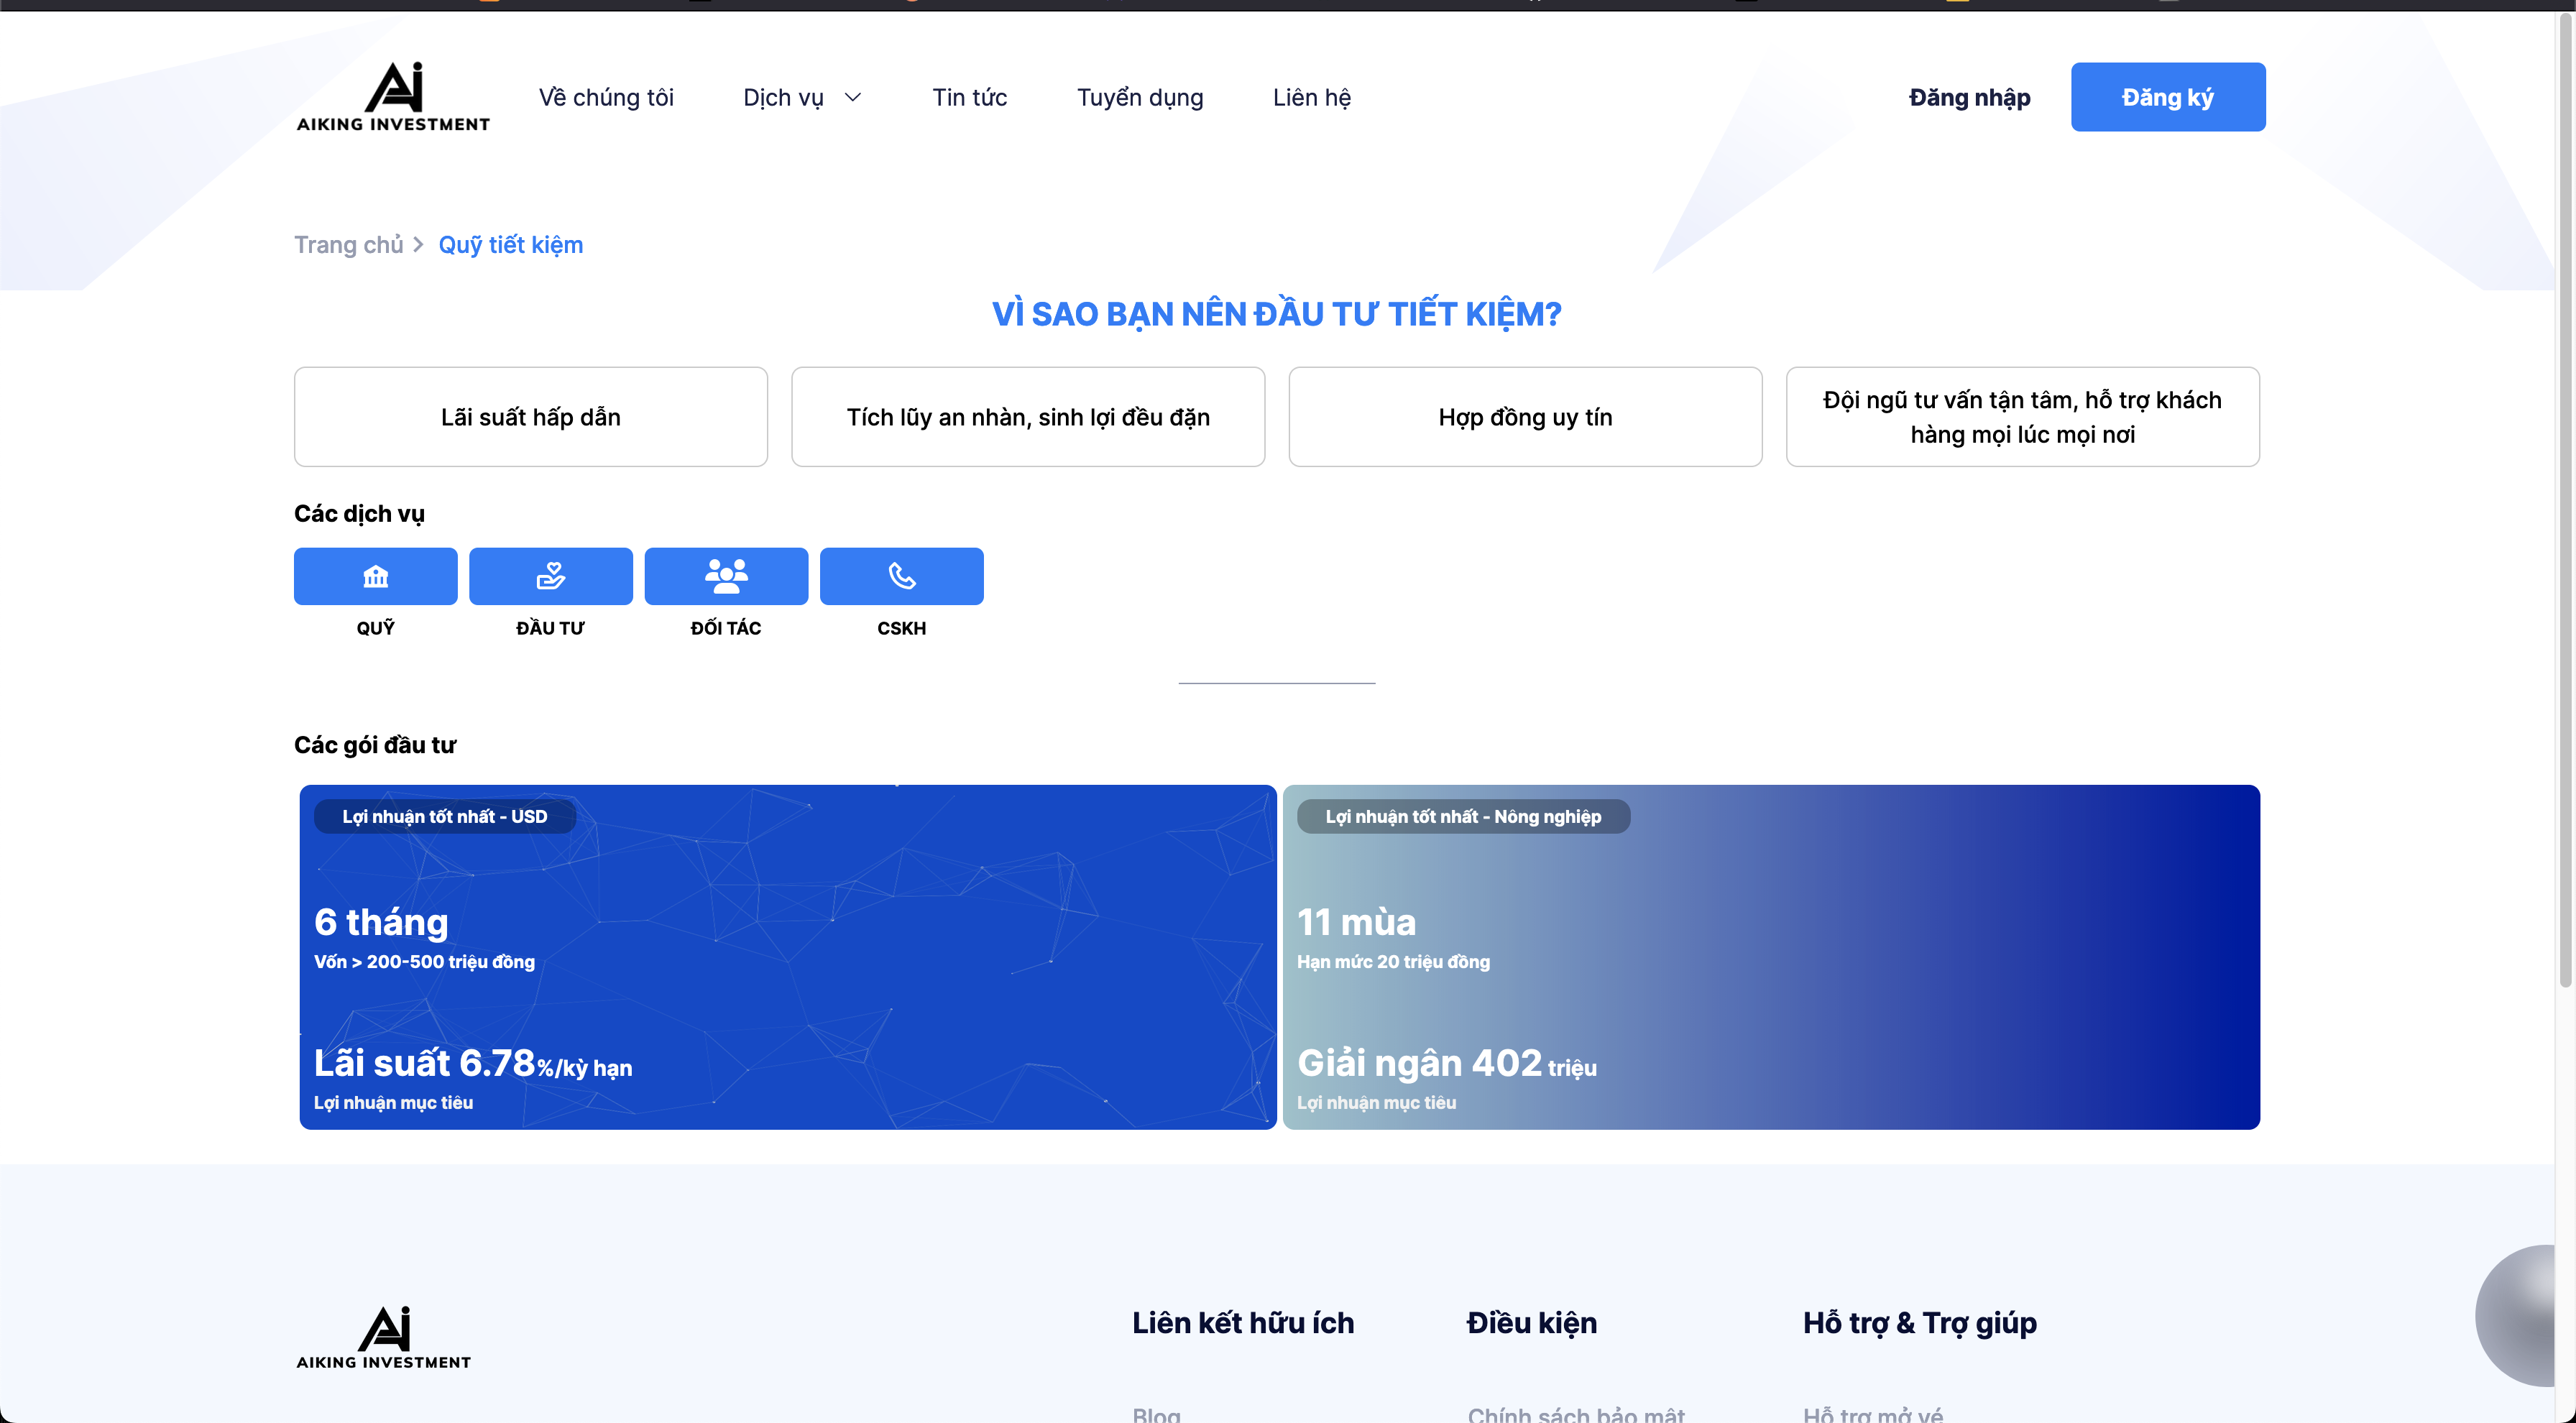 AIKING INVESTMENT
Về chúng tôi
Dịch vụ
Tin tức
Tuyển dụng
Liên hệ
Đăng nhập
Đăng ký
Trang chủ
Quỹ tiết kiệm
VÌ SAO BẠN NÊN ĐẦU TƯ TIẾT KIỆM?
Lãi suất hấp dẫn
Tích lũy an nhàn, sinh lợi đều đặn
Hợp đồng uy tín
Đội ngũ tư vấn tận tâm, hỗ trợ khách
hàng mọi lúc mọi nơi
Các dịch vụ
QUỸ
ĐẦU TƯ
ĐỐI TÁC
CSKH
Các gói đầu tư
Lợi nhuận tốt nhất - USD
6 tháng
Vốn > 200-500 triệu đồng
Lãi suất 6.78%/kỳ hạn
Lợi nhuận mục tiêu
Lợi nhuận tốt nhất - Nông nghiệp
11 mùa
Hạn mức 20 triệu đồng
Giải ngân 402 triệu
Lợi nhuận mục tiêu
AIKING INVESTMENT
Liên kết hữu ích
Điều kiện
Hỗ trợ & Trợ giúp
Blog
Chính sách bảo mật
Hỗ trợ mở vé